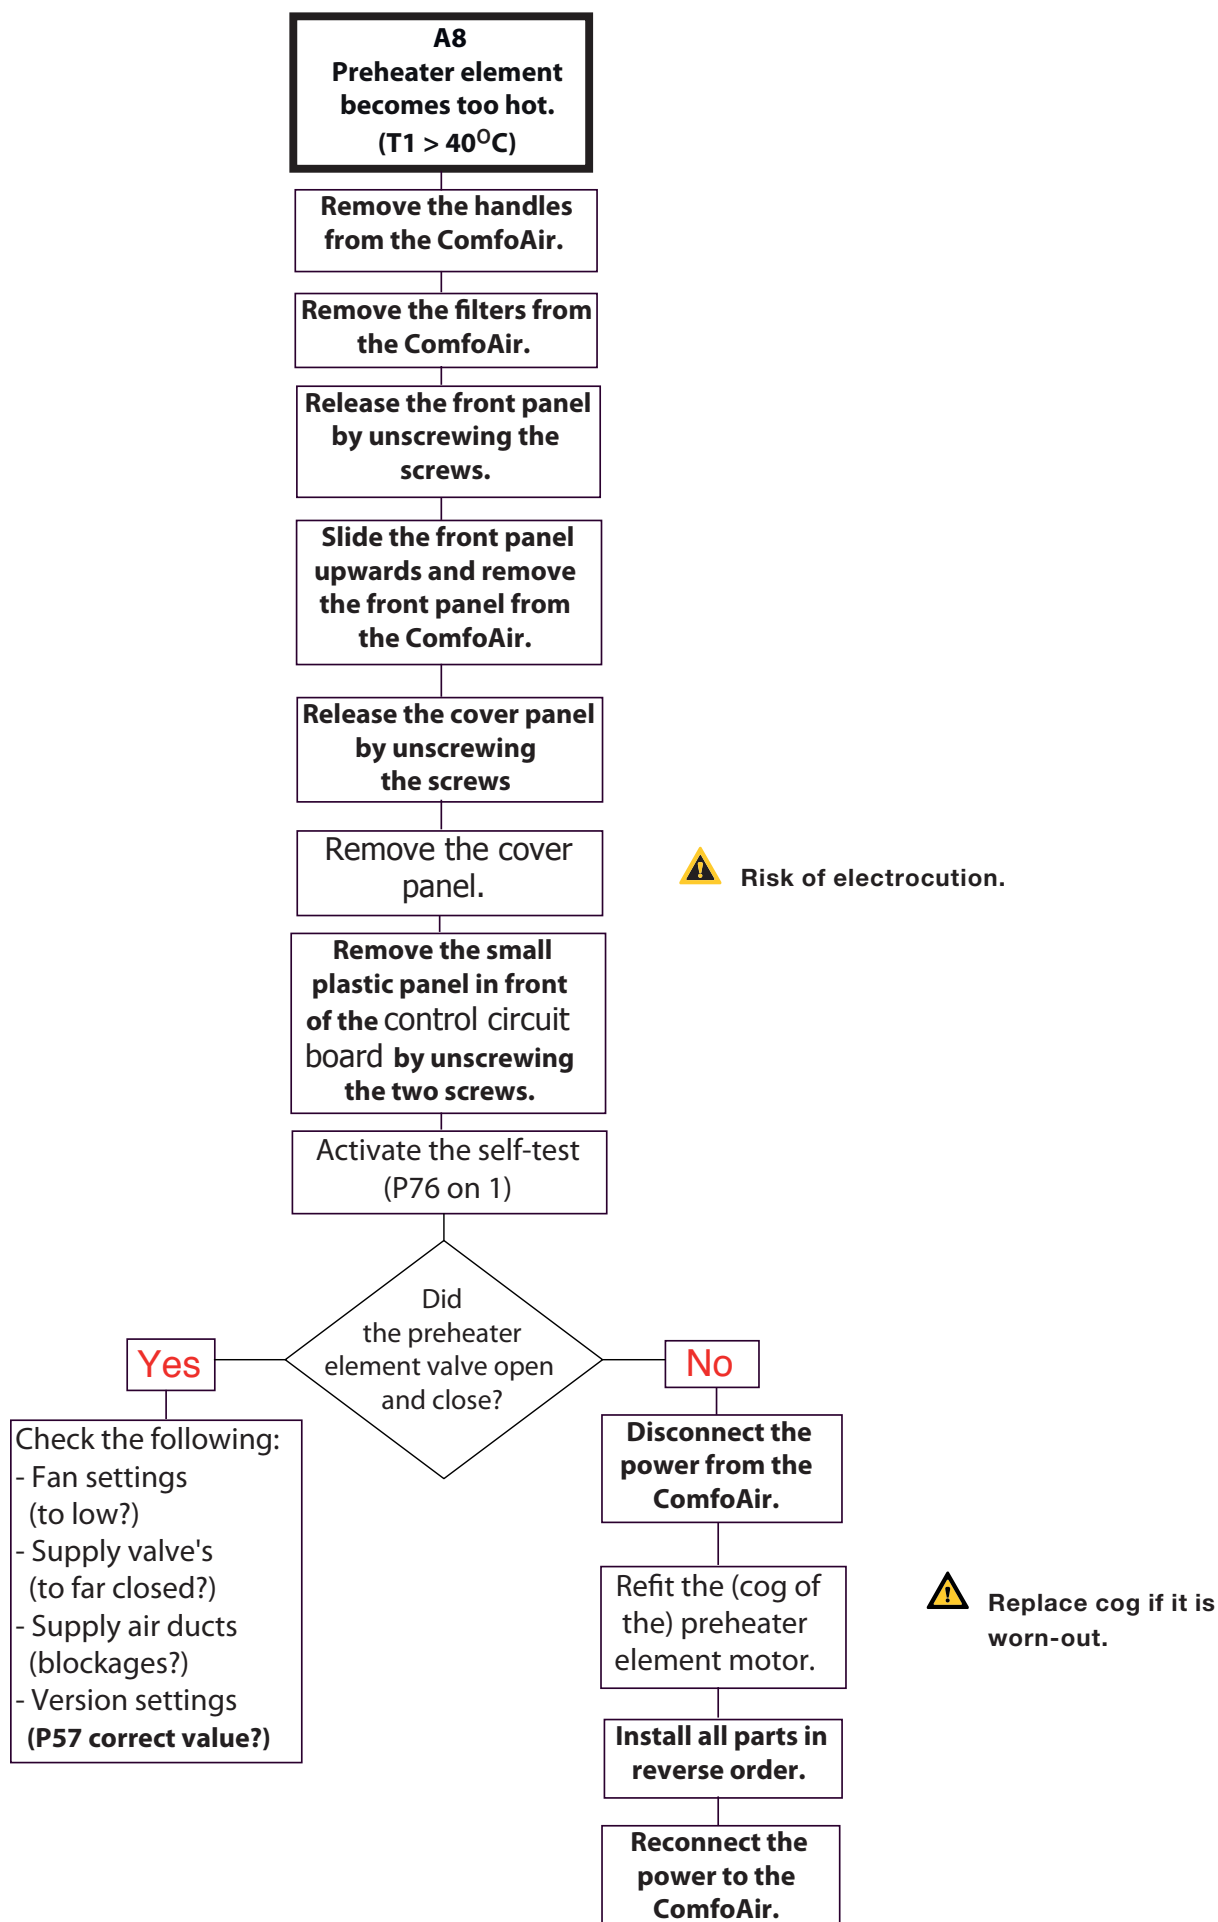 A8
Preheater element
becomes too hot.
(T1 > 40°C)
Remove the handles
from the ComfoAir.
Remove the filters from
the ComfoAir.
Release the front panel
by unscrewing the
screws.
Slide the front panel
upwards and remove
the front panel from
the ComfoAir.
Release the cover panel
by unscrewing
the screws
Remove the cover
panel.
Risk of electrocution.
Remove the small
plastic panel in front
of the control circuit
board by unscrewing
the two screws.
Activate the self-test
(P76 on 1)
Did
the preheater
element valve open
and close?
Yes
Check the following:
- Fan settings
(to low?)
- Supply valve's
(to far closed?)
- Supply air ducts
(blockages?)
- Version settings
(P57 correct value?)
No
Disconnect the
power from the
ComfoAir.
Refit the (cog of
the) preheater
element motor.
Replace cog if it is
worn-out.
Install all parts in
reverse order.
Reconnect the
power to the
ComfoAir.